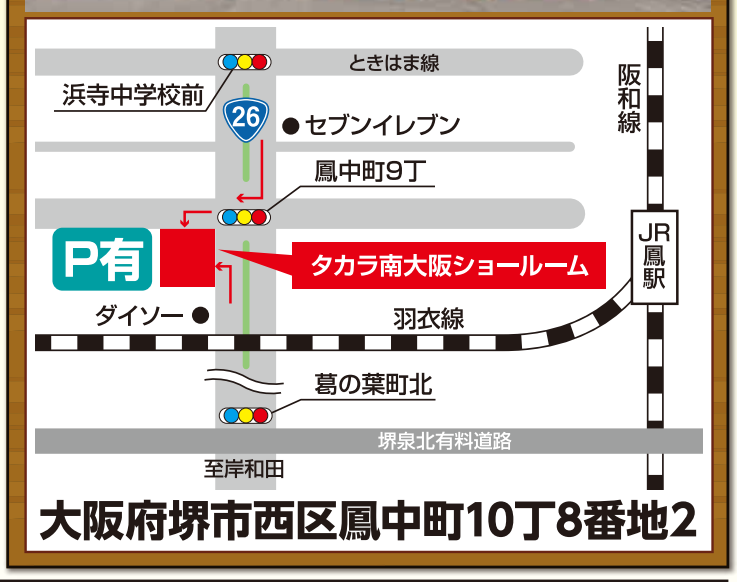 ときはま線
浜寺中学校前
阪和線
26
セブンイレブン
鳳中町9丁
P有
タカラ南大阪ショールーム
JR鳳駅
ダイソー
羽衣線
葛の葉町北
堺泉北有料道路
至岸和田
大阪府堺市西区鳳中町10丁8番地2